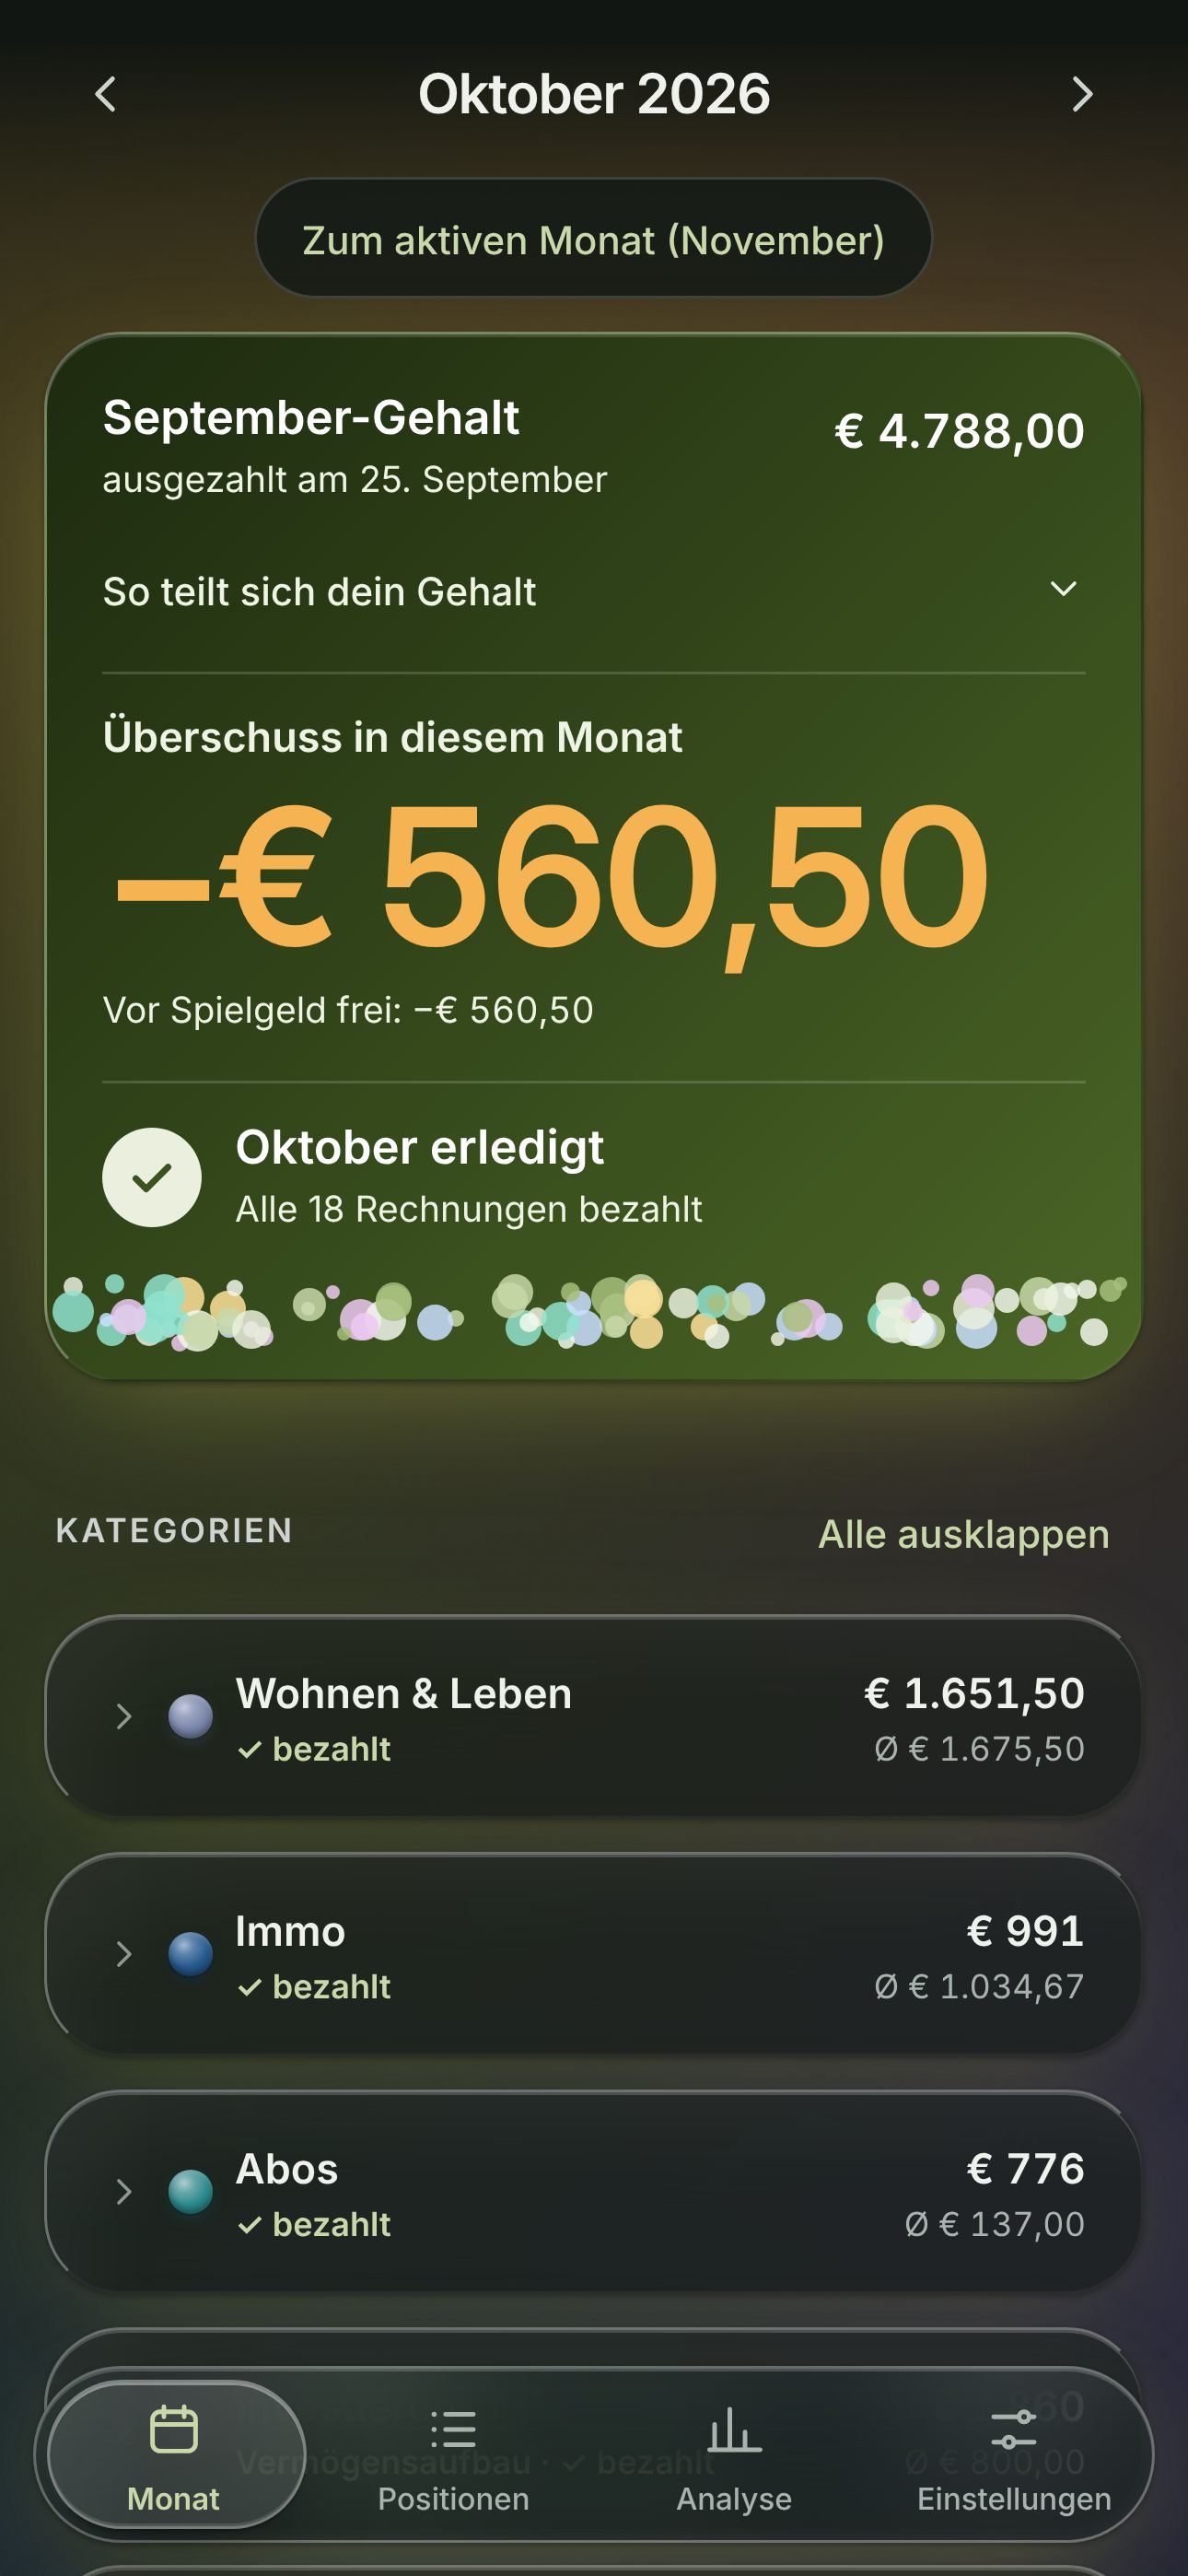 Oktober 2026
Zum aktiven Monat (November)
September-Gehalt
€ 4.788,00
ausgezahlt am 25. September
So teilt sich dein Gehalt
Überschuss in diesem Monat
−€ 560,50
Vor Spielgeld frei: −€ 560,50
Oktober erledigt
Alle 18 Rechnungen bezahlt
KATEGORIEN
Alle ausklappen
Wohnen & Leben
€ 1.651,50
✓ bezahlt
Ø € 1.675,50
Immo
€ 991
✓ bezahlt
Ø € 1.034,67
Abos
€ 776
✓ bezahlt
Ø € 137,00
Vermögensaufbau · ✓ bezahlt
Ø € 800,00
Monat
Positionen
Analyse
Einstellungen